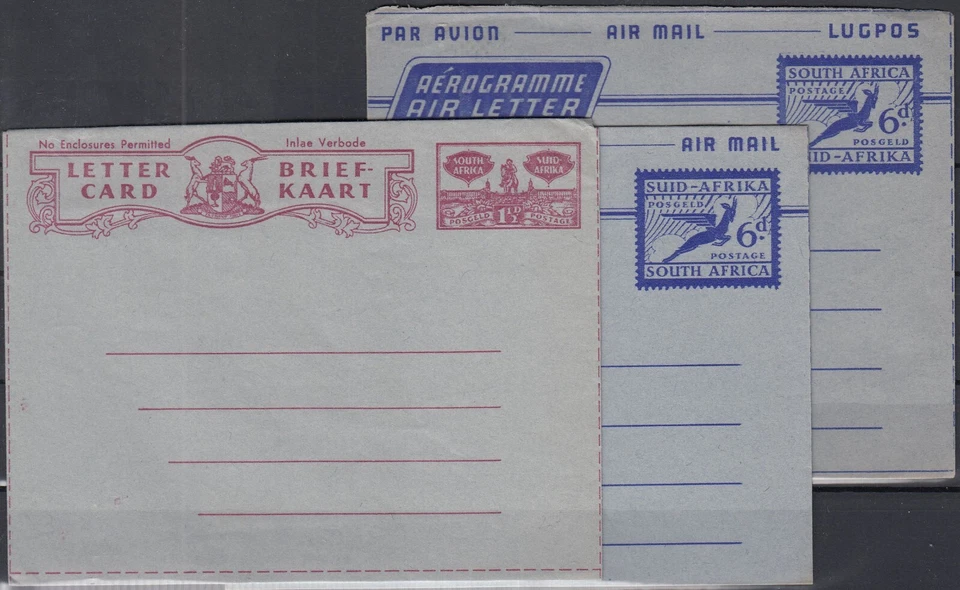 PAR AVION AIR MAIL LUGPOS
AÉROGRAMME
AIR LETTER
SOUTH AFRICA
POSTAGE
6d.
POSGELD
SUID-AFRIKA
AIR MAIL
SUID-AFRIKA
POSGELD
6d.
POSTAGE
SOUTH AFRICA
No Enclosures Permitted Inlae Verbode
LETTER CARD
BRIEF-KAART
SOUTH AFRICA
SUID-AFRIKA
POSGELD 1½D POSTAGE